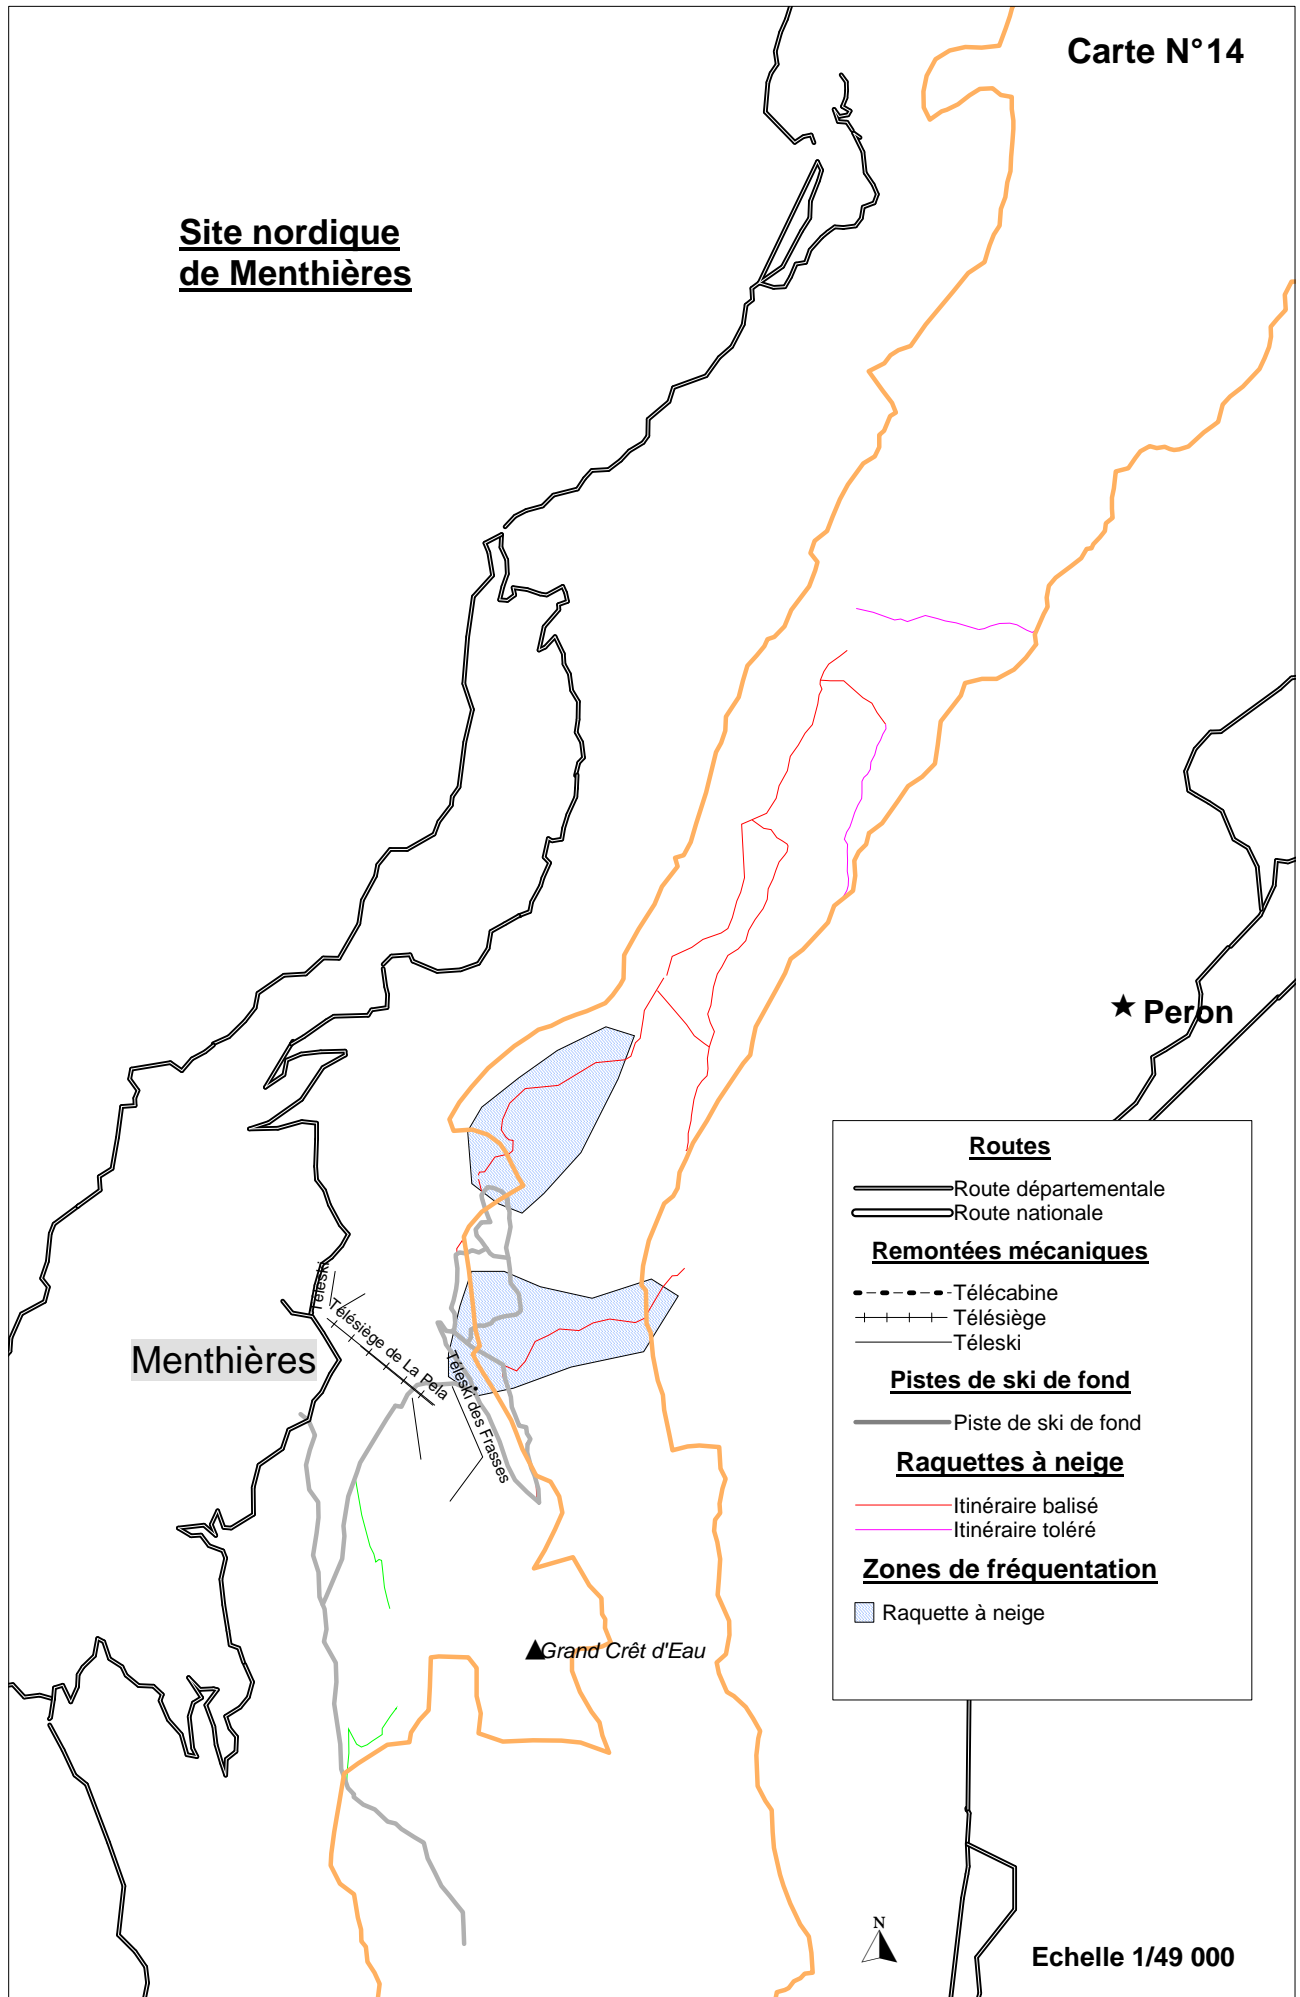 Carte N°14
Site nordique
de Menthières
Peron
Téleski
Télésiège de La Pela
Menthières
Téleski des Frasses
Grand Crêt d'Eau
Routes
Route départementale
Route nationale
Remontées mécaniques
Télécabine
Télésiège
Téleski
Pistes de ski de fond
Piste de ski de fond
Raquettes à neige
Itinéraire balisé
Itinéraire toléré
Zones de fréquentation
Raquette à neige
N
Echelle 1/49 000